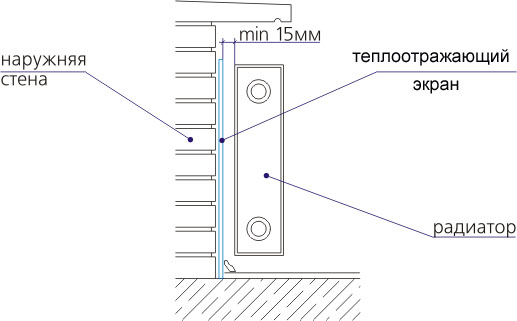 min 15мм
наружняя
стена
теплоотражающий
экран
радиатор